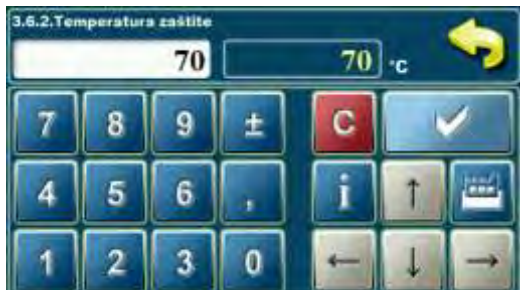 3.6.2.Temperatura zaštite
70 70 °C
7 8 9 ± C
4 5 6 , i ↑
1 2 3 0 ← ↓ →